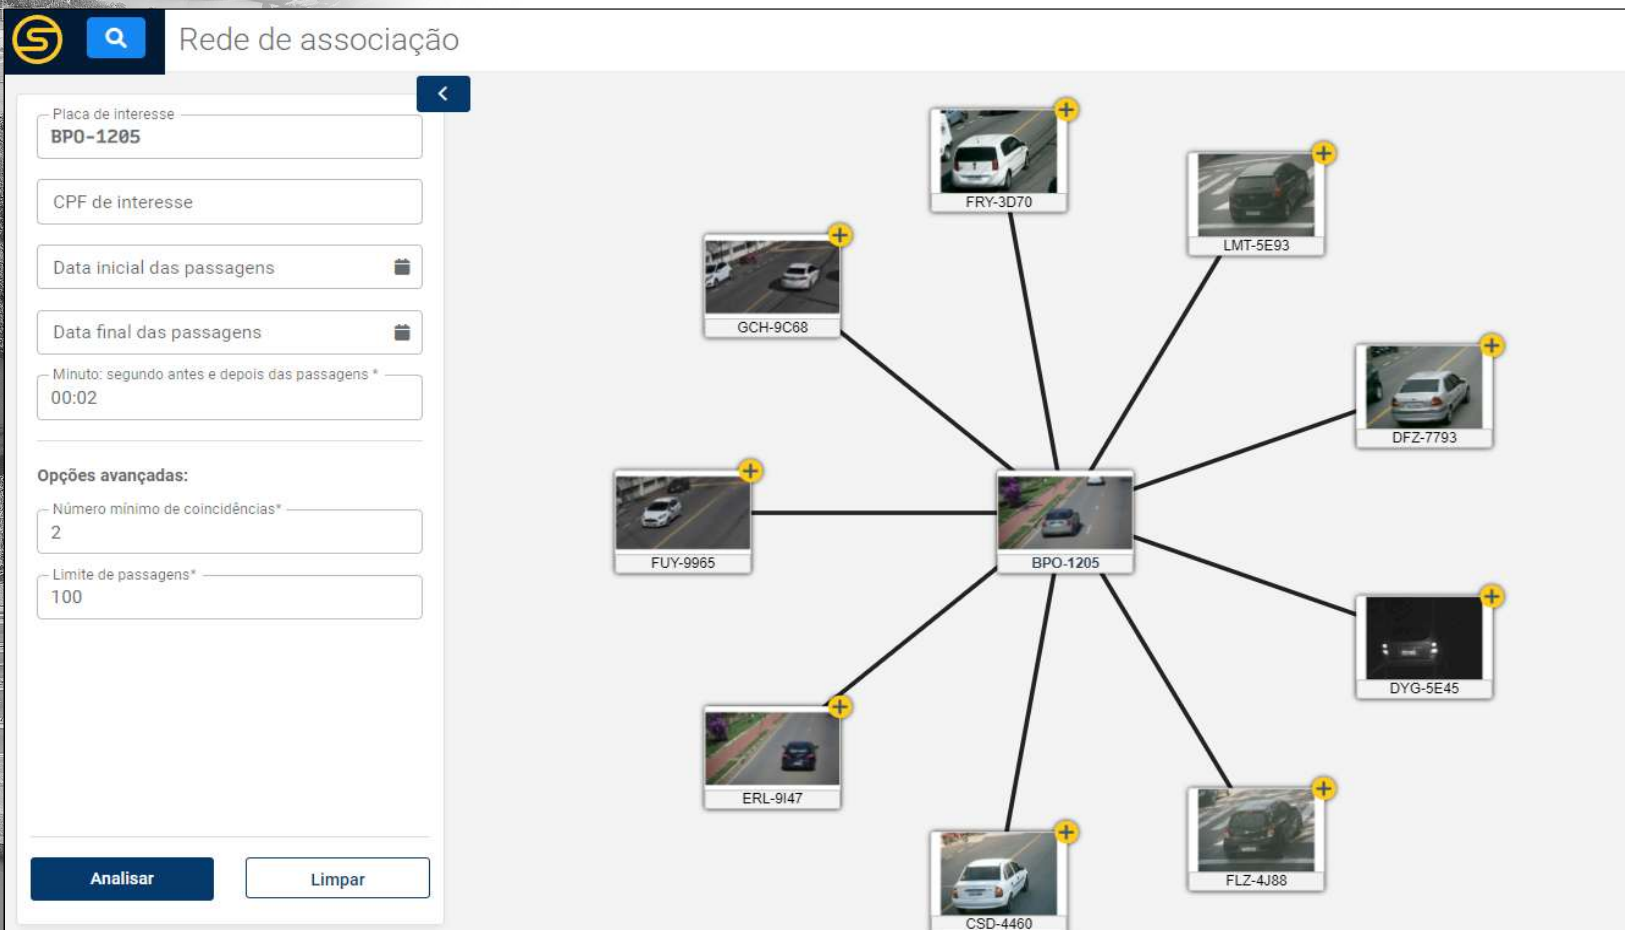 Rede de associação
Placa de interesse
BPO-1205
CPF de interesse
Data inicial das passagens
Data final das passagens
Minuto: segundo antes e depois das passagens *
00:02
Opções avançadas:
Número mínimo de coincidências*
2
Limite de passagens*
100
Analisar
Limpar
FRY-3D70
LMT-5E93
GCH-9C68
DFZ-7793
FUY-9965
BPO-1205
DYG-5E45
ERL-9I47
FLZ-4J88
CSD-4460